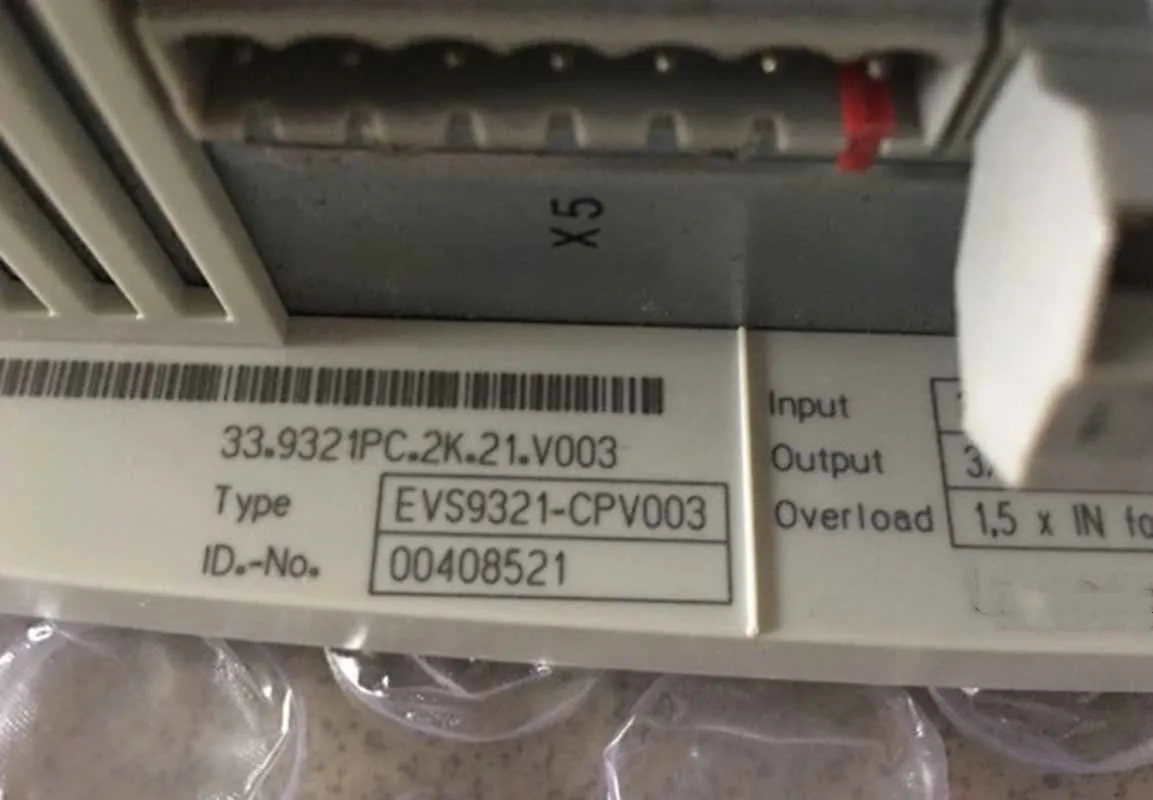 X5
33.9321PC.2K.21.V003
Type EVS9321-CPV003
ID.-No. 00408521
Input
Output
Overload 1,5 x IN